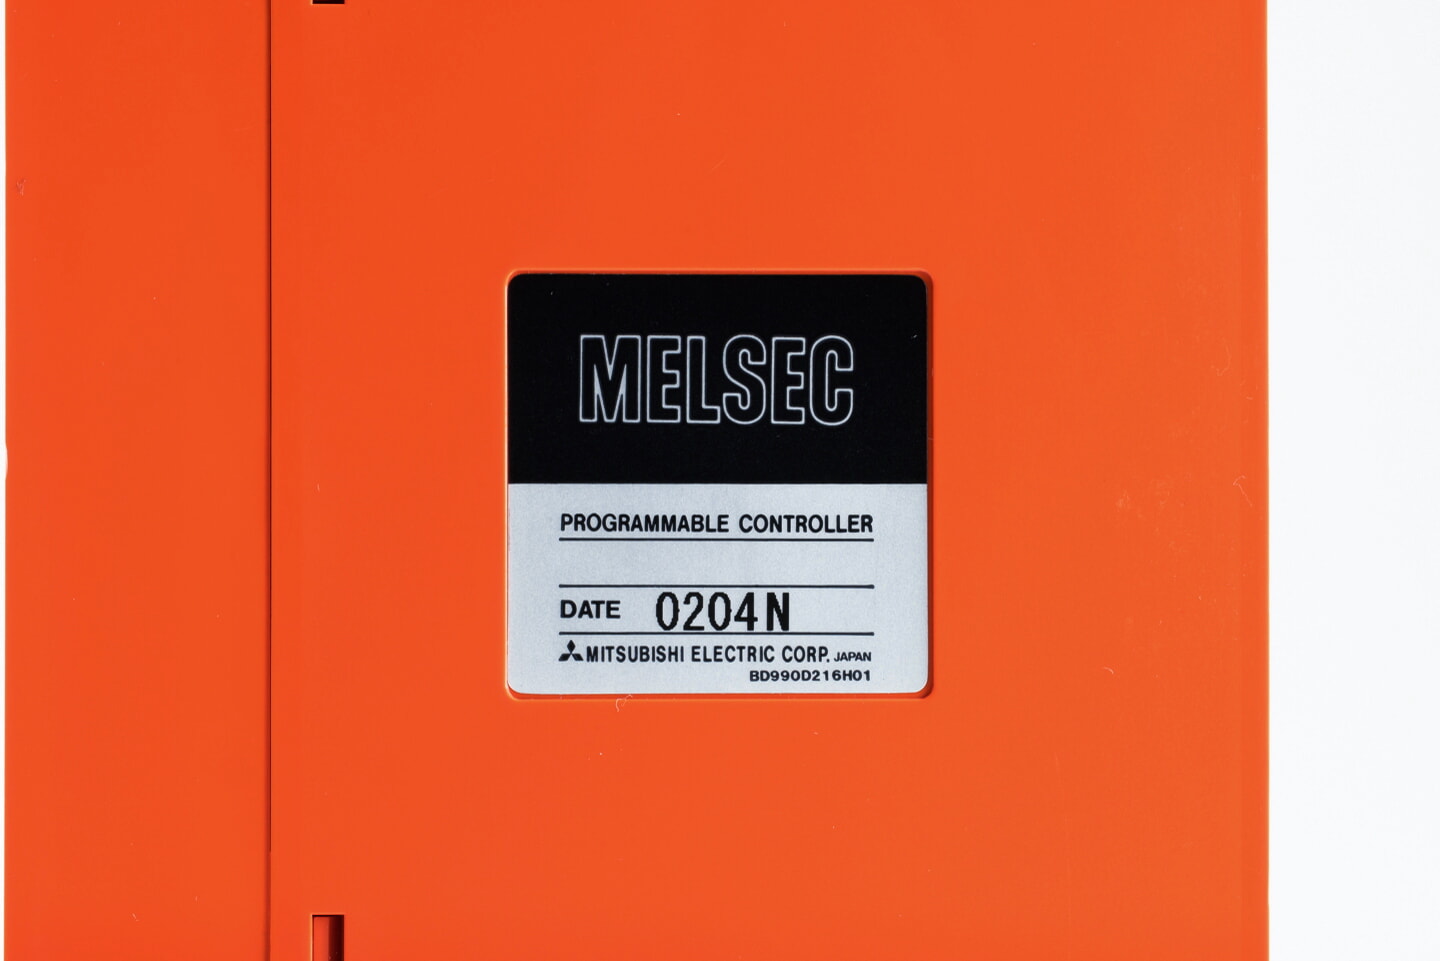 MELSEC
PROGRAMMABLE CONTROLLER
DATE 0204N
MITSUBISHI ELECTRIC CORP. JAPAN
BD990D216H01